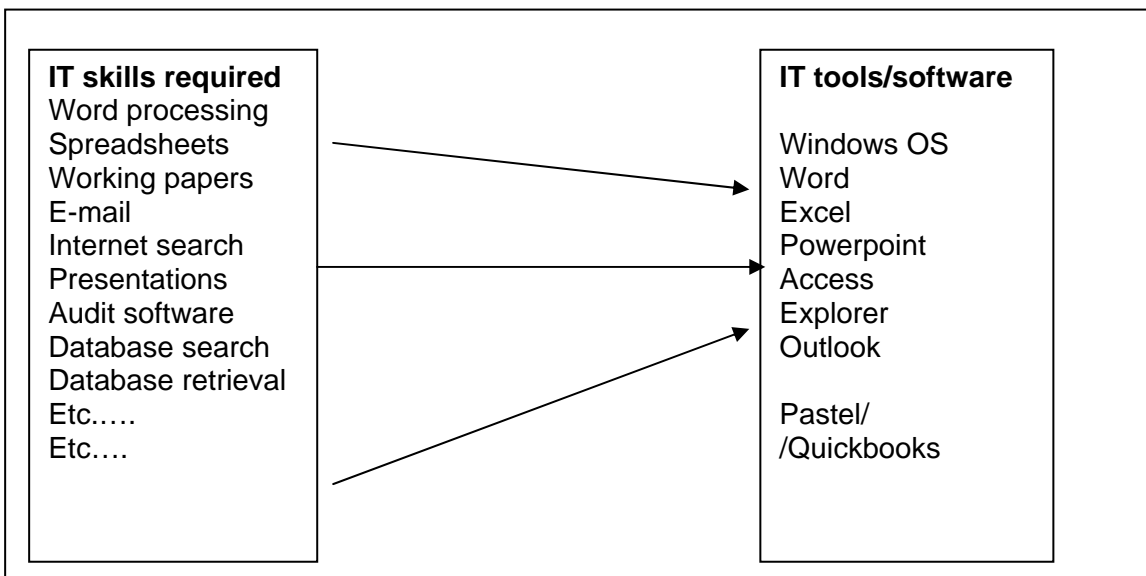 IT skills required
Word processing
Spreadsheets
Working papers
E-mail
Internet search
Presentations
Audit software
Database search
Database retrieval
Etc.….
Etc….
IT tools/software
Windows OS
Word
Excel
Powerpoint
Access
Explorer
Outlook
Pastel/
/Quickbooks